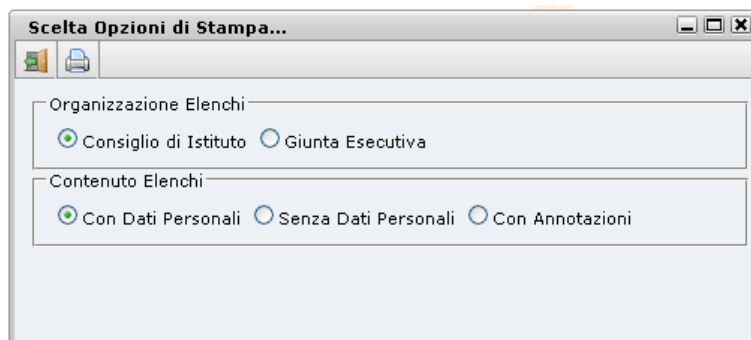 Scelta Opzioni di Stampa...
Organizzazione Elenchi
Consiglio di Istituto Giunta Esecutiva
Contenuto Elenchi
Con Dati Personali Senza Dati Personali Con Annotazioni